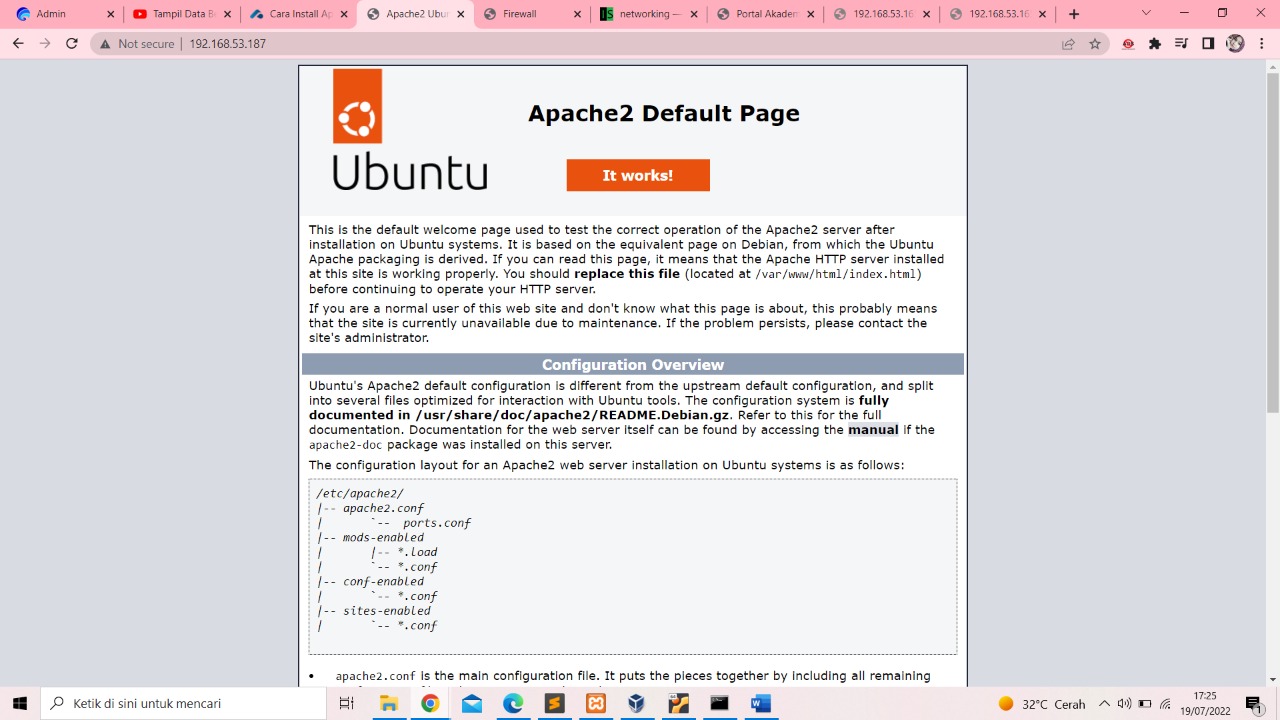 Admin
Tampil Data B
Cara Install Ap
Apache2 Ubun
Firewall
networking —
Portal Akadem
192.168.53.16
192.168.53.16
Not secure | 192.168.53.187
Ubuntu
Apache2 Default Page
It works!
This is the default welcome page used to test the correct operation of the Apache2 server after
installation on Ubuntu systems. It is based on the equivalent page on Debian, from which the Ubuntu
Apache packaging is derived. If you can read this page, it means that the Apache HTTP server installed
at this site is working properly. You should replace this file (located at /var/www/html/index.html)
before continuing to operate your HTTP server.
If you are a normal user of this web site and don't know what this page is about, this probably means
that the site is currently unavailable due to maintenance. If the problem persists, please contact the
site's administrator.
Configuration Overview
Ubuntu's Apache2 default configuration is different from the upstream default configuration, and split
into several files optimized for interaction with Ubuntu tools. The configuration system is fully
documented in /usr/share/doc/apache2/README.Debian.gz. Refer to this for the full
documentation. Documentation for the web server itself can be found by accessing the manual if the
apache2-doc package was installed on this server.
The configuration layout for an Apache2 web server installation on Ubuntu systems is as follows:
/etc/apache2/
|-- apache2.conf
|       `--  ports.conf
|-- mods-enabled
|       |-- *.load
|       `-- *.conf
|-- conf-enabled
|       `-- *.conf
|-- sites-enabled
|       `-- *.conf
• apache2.conf is the main configuration file. It puts the pieces together by including all remaining
Ketik di sini untuk mencari
32°C Cerah
17:25
19/07/2022
1